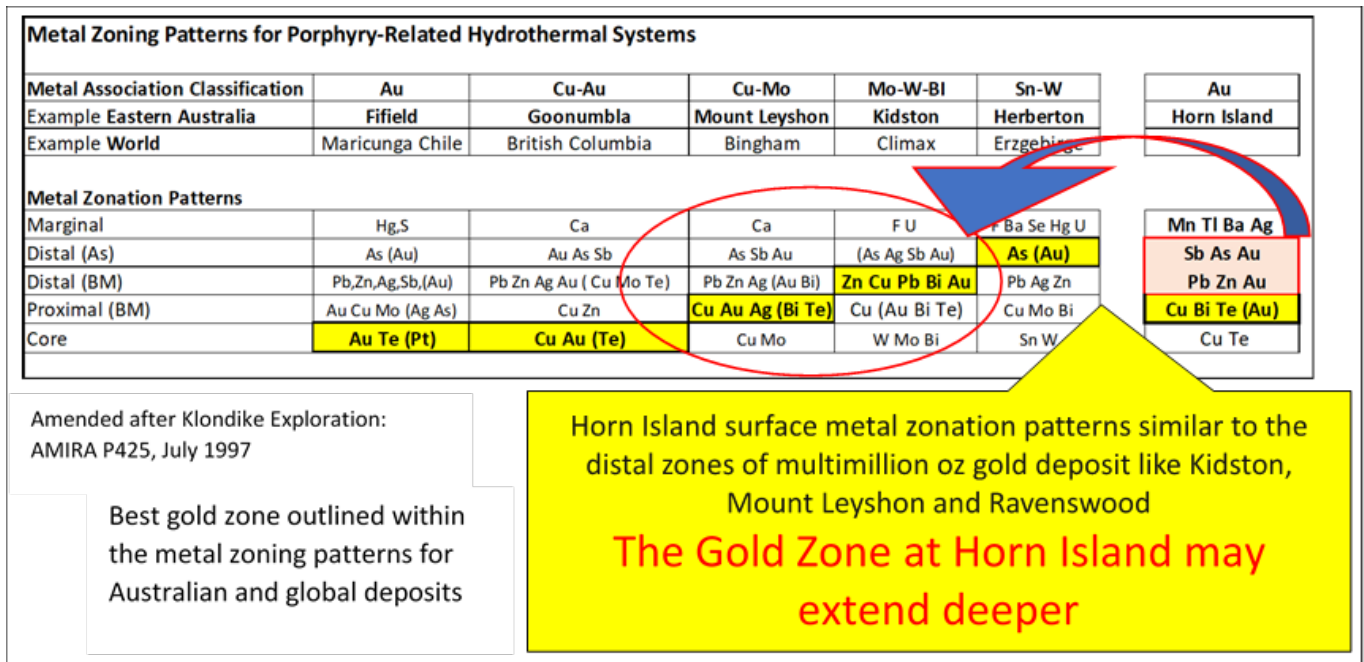 Metal Zoning Patterns for Porphyry-Related Hydrothermal Systems
Metal Association Classification Au Cu-Au Cu-Mo Mo-W-BI Sn-W Au
Example Eastern Australia Fifield Goonumbla Mount Leyshon Kidston Herberton Horn Island
Example World Maricunga Chile British Columbia Bingham Climax Erzgebirge
Metal Zonation Patterns
Marginal Hg,S Ca Ca F U F Ba Se Hg U Mn Tl Ba Ag
Distal (As) As (Au) Au As Sb As Sb Au (As Ag Sb Au) As (Au) Sb As Au
Distal (BM) Pb,Zn,Ag,Sb,(Au) Pb Zn Ag Au ( Cu Mo Te) Pb Zn Ag (Au Bi) Zn Cu Pb Bi Au Pb Ag Zn Pb Zn Au
Proximal (BM) Au Cu Mo (Ag As) Cu Zn Cu Au Ag (Bi Te) Cu (Au Bi Te) Cu Mo Bi Cu Bi Te (Au)
Core Au Te (Pt) Cu Au (Te) Cu Mo W Mo Bi Sn W Cu Te
Amended after Klondike Exploration:
AMIRA P425, July 1997
Best gold zone outlined within
the metal zoning patterns for
Australian and global deposits
Horn Island surface metal zonation patterns similar to the
distal zones of multimillion oz gold deposit like Kidston,
Mount Leyshon and Ravenswood
The Gold Zone at Horn Island may
extend deeper